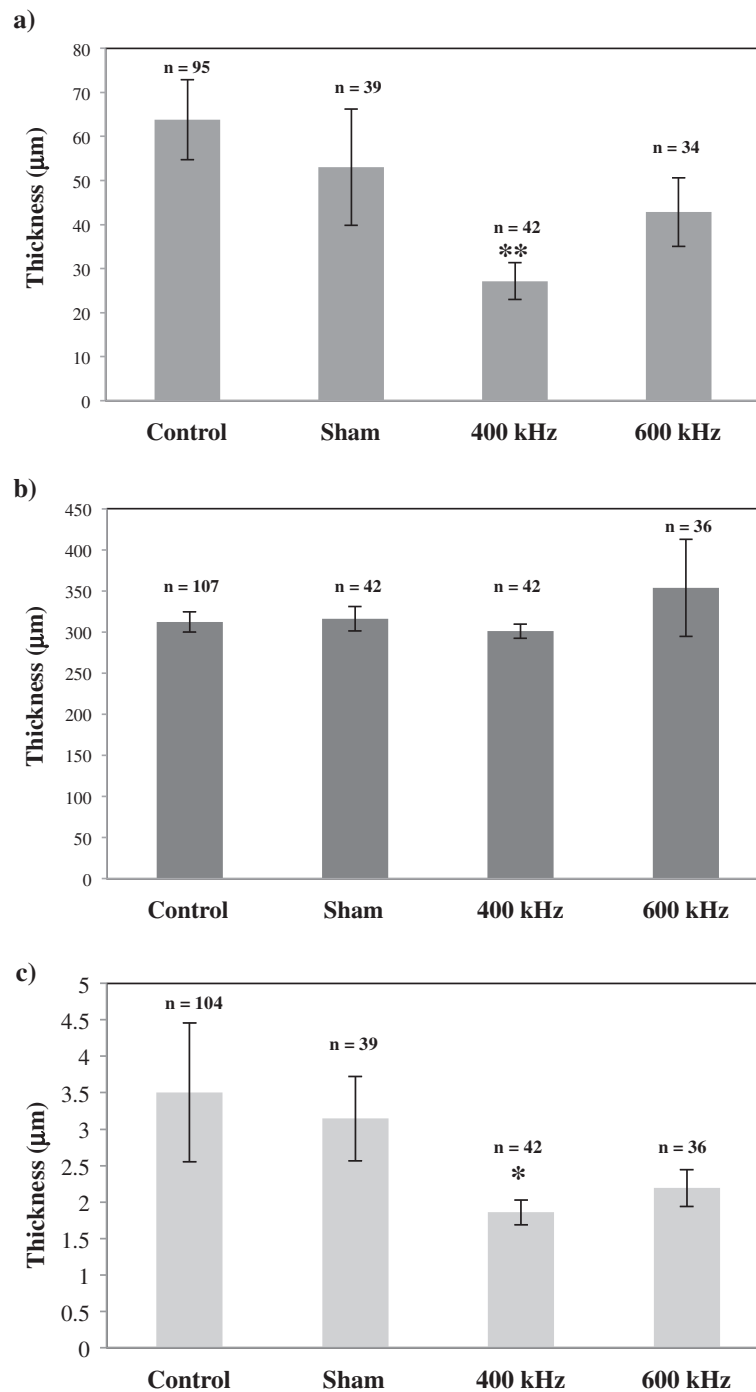 a)
Thickness (μm)
80
70
60
50
40
30
20
10
0
n = 95
n = 39
n = 42
**
n = 34
Control Sham 400 kHz 600 kHz
b)
Thickness (μm)
450
400
350
300
250
200
150
100
50
0
n = 107
n = 42
n = 42
n = 36
Control Sham 400 kHz 600 kHz
c)
Thickness (μm)
5
4.5
4
3.5
3
2.5
2
1.5
1
0.5
0
n = 104
n = 39
n = 42
*
n = 36
Control Sham 400 kHz 600 kHz